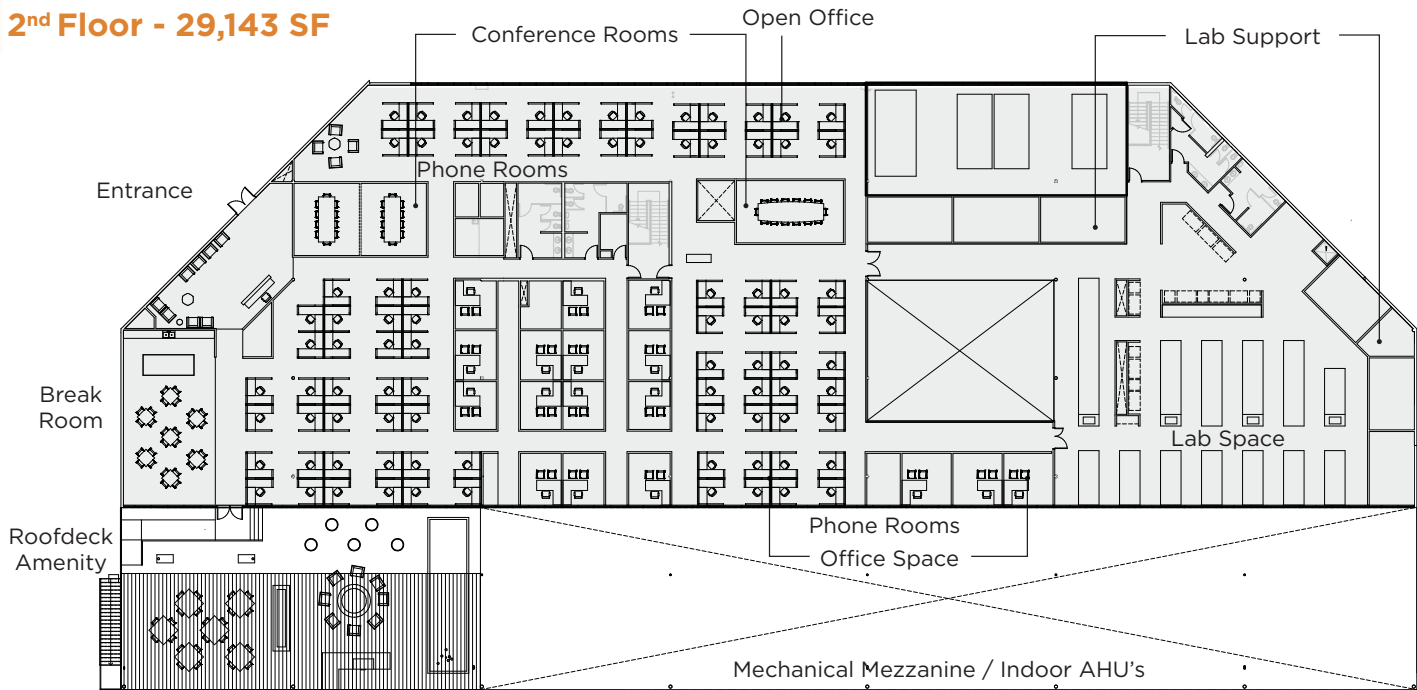 2nd Floor - 29,143 SF
Open Office
Conference Rooms
Lab Support
Phone Rooms
Entrance
Break
Room
Lab Space
Roofdeck
Amenity
Phone Rooms
Office Space
Mechanical Mezzanine / Indoor AHU's